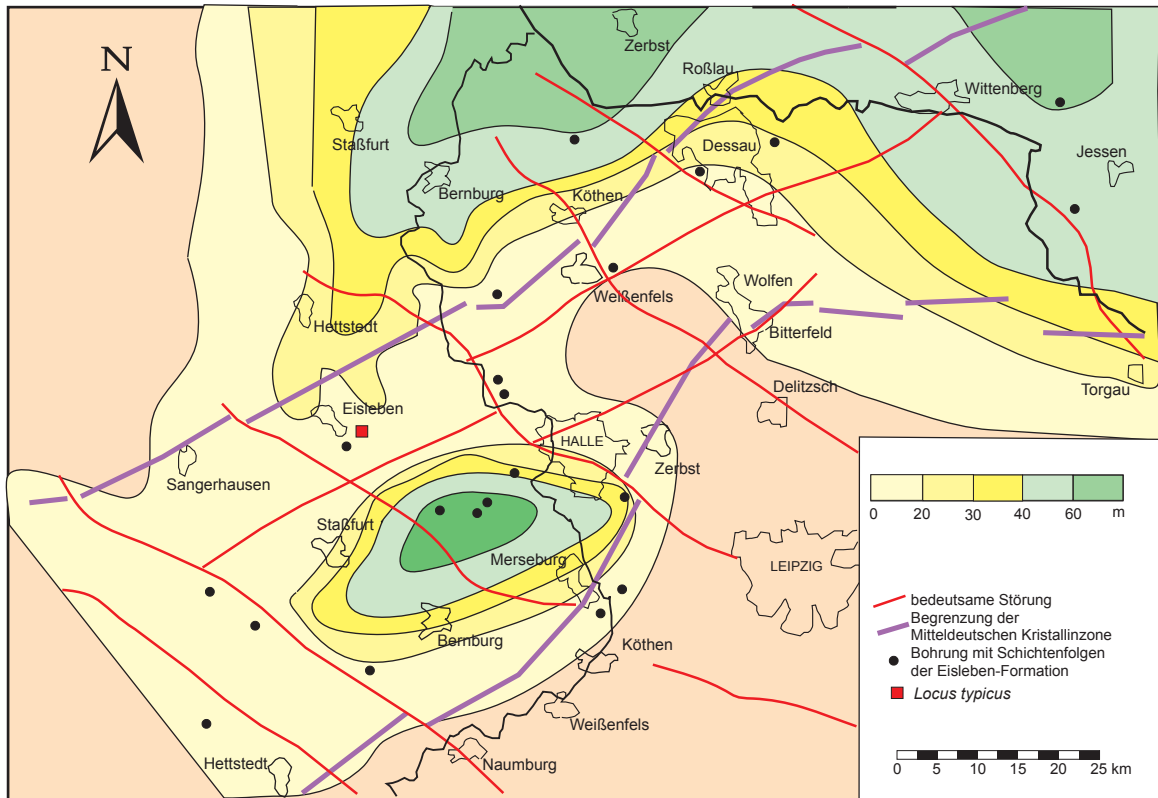 N
Zerbst
Roßlau
Wittenberg
Staßfurt
Dessau
Jessen
Bernburg
Köthen
Weißenfels
Wolfen
Hettstedt
Bitterfeld
Torgau
Delitzsch
Eisleben
HALLE
Zerbst
Sangerhausen
Staßfurt
Merseburg
LEIPZIG
Bernburg
Köthen
Weißenfels
Hettstedt
Naumburg
0 20 30 40 60 m
bedeutsame Störung
Begrenzung der
Mitteldeutschen Kristallinzone
Bohrung mit Schichtenfolgen
der Eisleben-Formation
Locus typicus
0 5 10 15 20 25 km